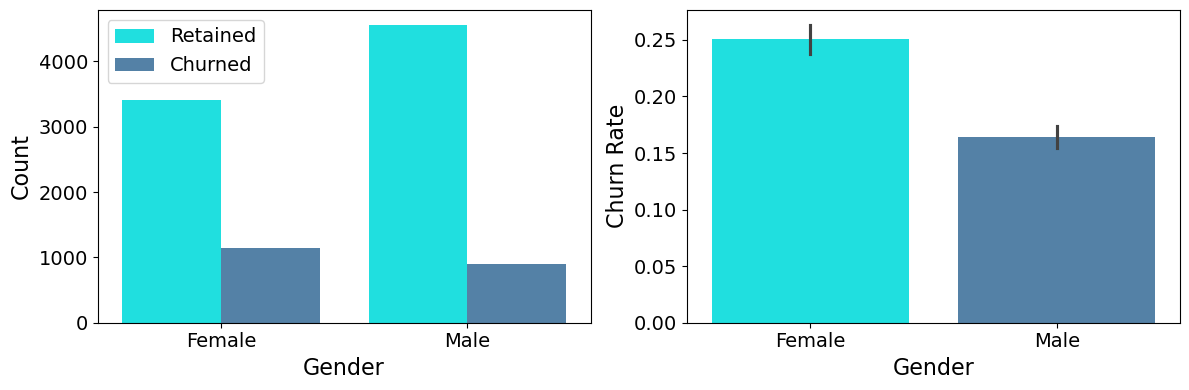 Retained
Churned
4000
3000
2000
1000
0
Count
Female Male
Gender
0.25
0.20
0.15
0.10
0.05
0.00
Churn Rate
Female Male
Gender